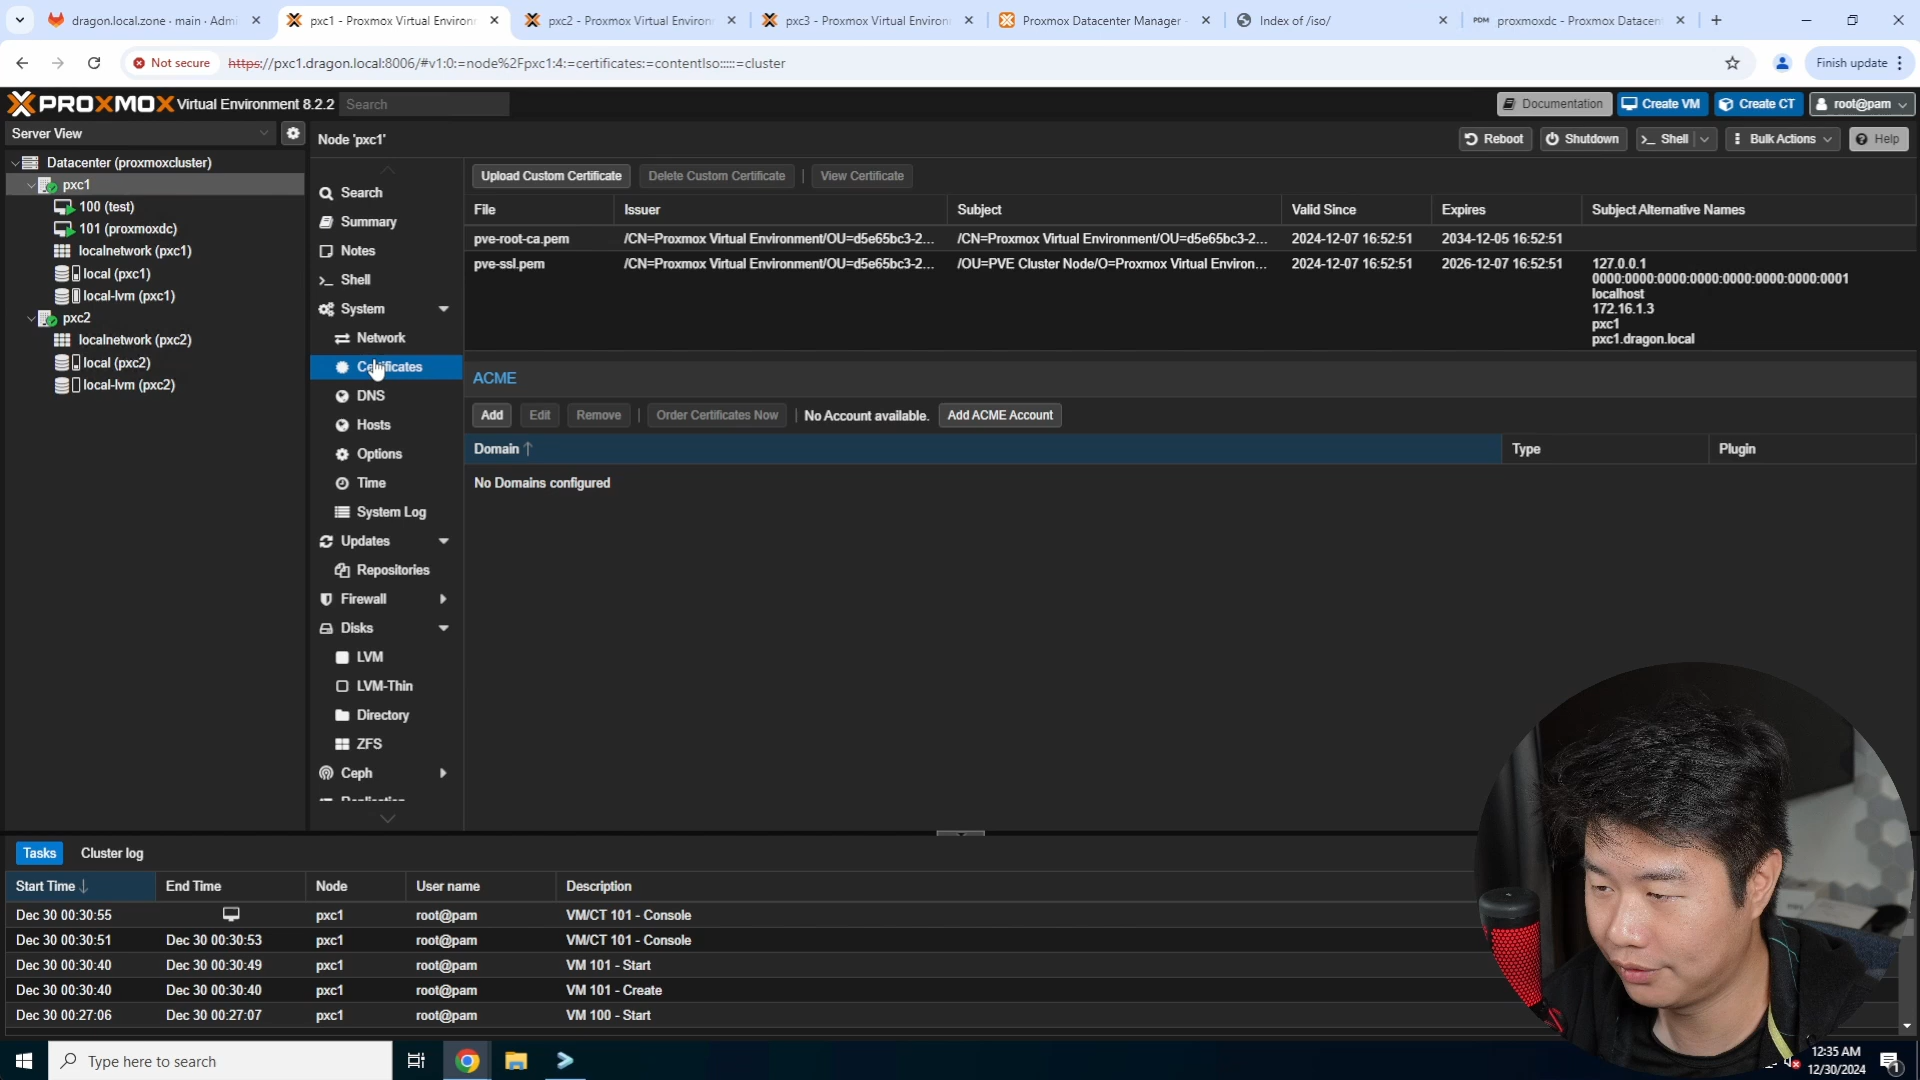 dragon.local.zone - main - Admi
pxc1 - Proxmox Virtual Environ
pxc2 - Proxmox Virtual Environ
pxc3 - Proxmox Virtual Environ
Proxmox Datacenter Manager
Index of /iso/
PDM
proxmoxdc - Proxmox Datacen
Not secure
https://pxc1.dragon.local:8006/#v1:0:=node%2Fpxc1:4:=certificates:=contentIso:::::=cluster
Finish update
PROXMOX Virtual Environment 8.2.2
Search
Documentation
Create VM
Create CT
root@pam
Server View
Node 'pxc1'
Reboot
Shutdown
Shell
Bulk Actions
Help
Datacenter (proxmoxcluster)
pxc1
100 (test)
101 (proxmoxdc)
localnetwork (pxc1)
local (pxc1)
local-lvm (pxc1)
pxc2
localnetwork (pxc2)
local (pxc2)
local-lvm (pxc2)
Search
Summary
Notes
Shell
System
Network
Certificates
DNS
Hosts
Options
Time
System Log
Updates
Repositories
Firewall
Disks
LVM
LVM-Thin
Directory
ZFS
Ceph
Upload Custom Certificate
Delete Custom Certificate
View Certificate
File Issuer Subject Valid Since Expires Subject Alternative Names
pve-root-ca.pem /CN=Proxmox Virtual Environment/OU=d5e65bc3-2... /CN=Proxmox Virtual Environment/OU=d5e65bc3-2... 2024-12-07 16:52:51 2034-12-05 16:52:51
pve-ssl.pem /CN=Proxmox Virtual Environment/OU=d5e65bc3-2... /OU=PVE Cluster Node/O=Proxmox Virtual Environ... 2024-12-07 16:52:51 2026-12-07 16:52:51 127.0.0.1
0000:0000:0000:0000:0000:0000:0000:0001
localhost
172.16.1.3
pxc1
pxc1.dragon.local
ACME
Add
Edit
Remove
Order Certificates Now
No Account available.
Add ACME Account
Domain Type Plugin
No Domains configured
Tasks
Cluster log
Start Time End Time Node User name Description
Dec 30 00:30:55 pxc1 root@pam VM/CT 101 - Console
Dec 30 00:30:51 Dec 30 00:30:53 pxc1 root@pam VM/CT 101 - Console
Dec 30 00:30:40 Dec 30 00:30:49 pxc1 root@pam VM 101 - Start
Dec 30 00:30:40 Dec 30 00:30:40 pxc1 root@pam VM 101 - Create
Dec 30 00:27:06 Dec 30 00:27:07 pxc1 root@pam VM 100 - Start
Type here to search
12:35 AM
12/30/2024
1